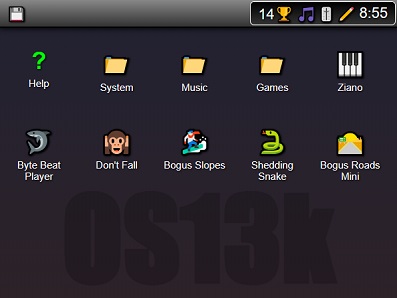 14 8:55
?
Help System Music Games Ziano
Byte Beat Player Don't Fall Bogus Slopes Shedding Snake Bogus Roads Mini
OS13k